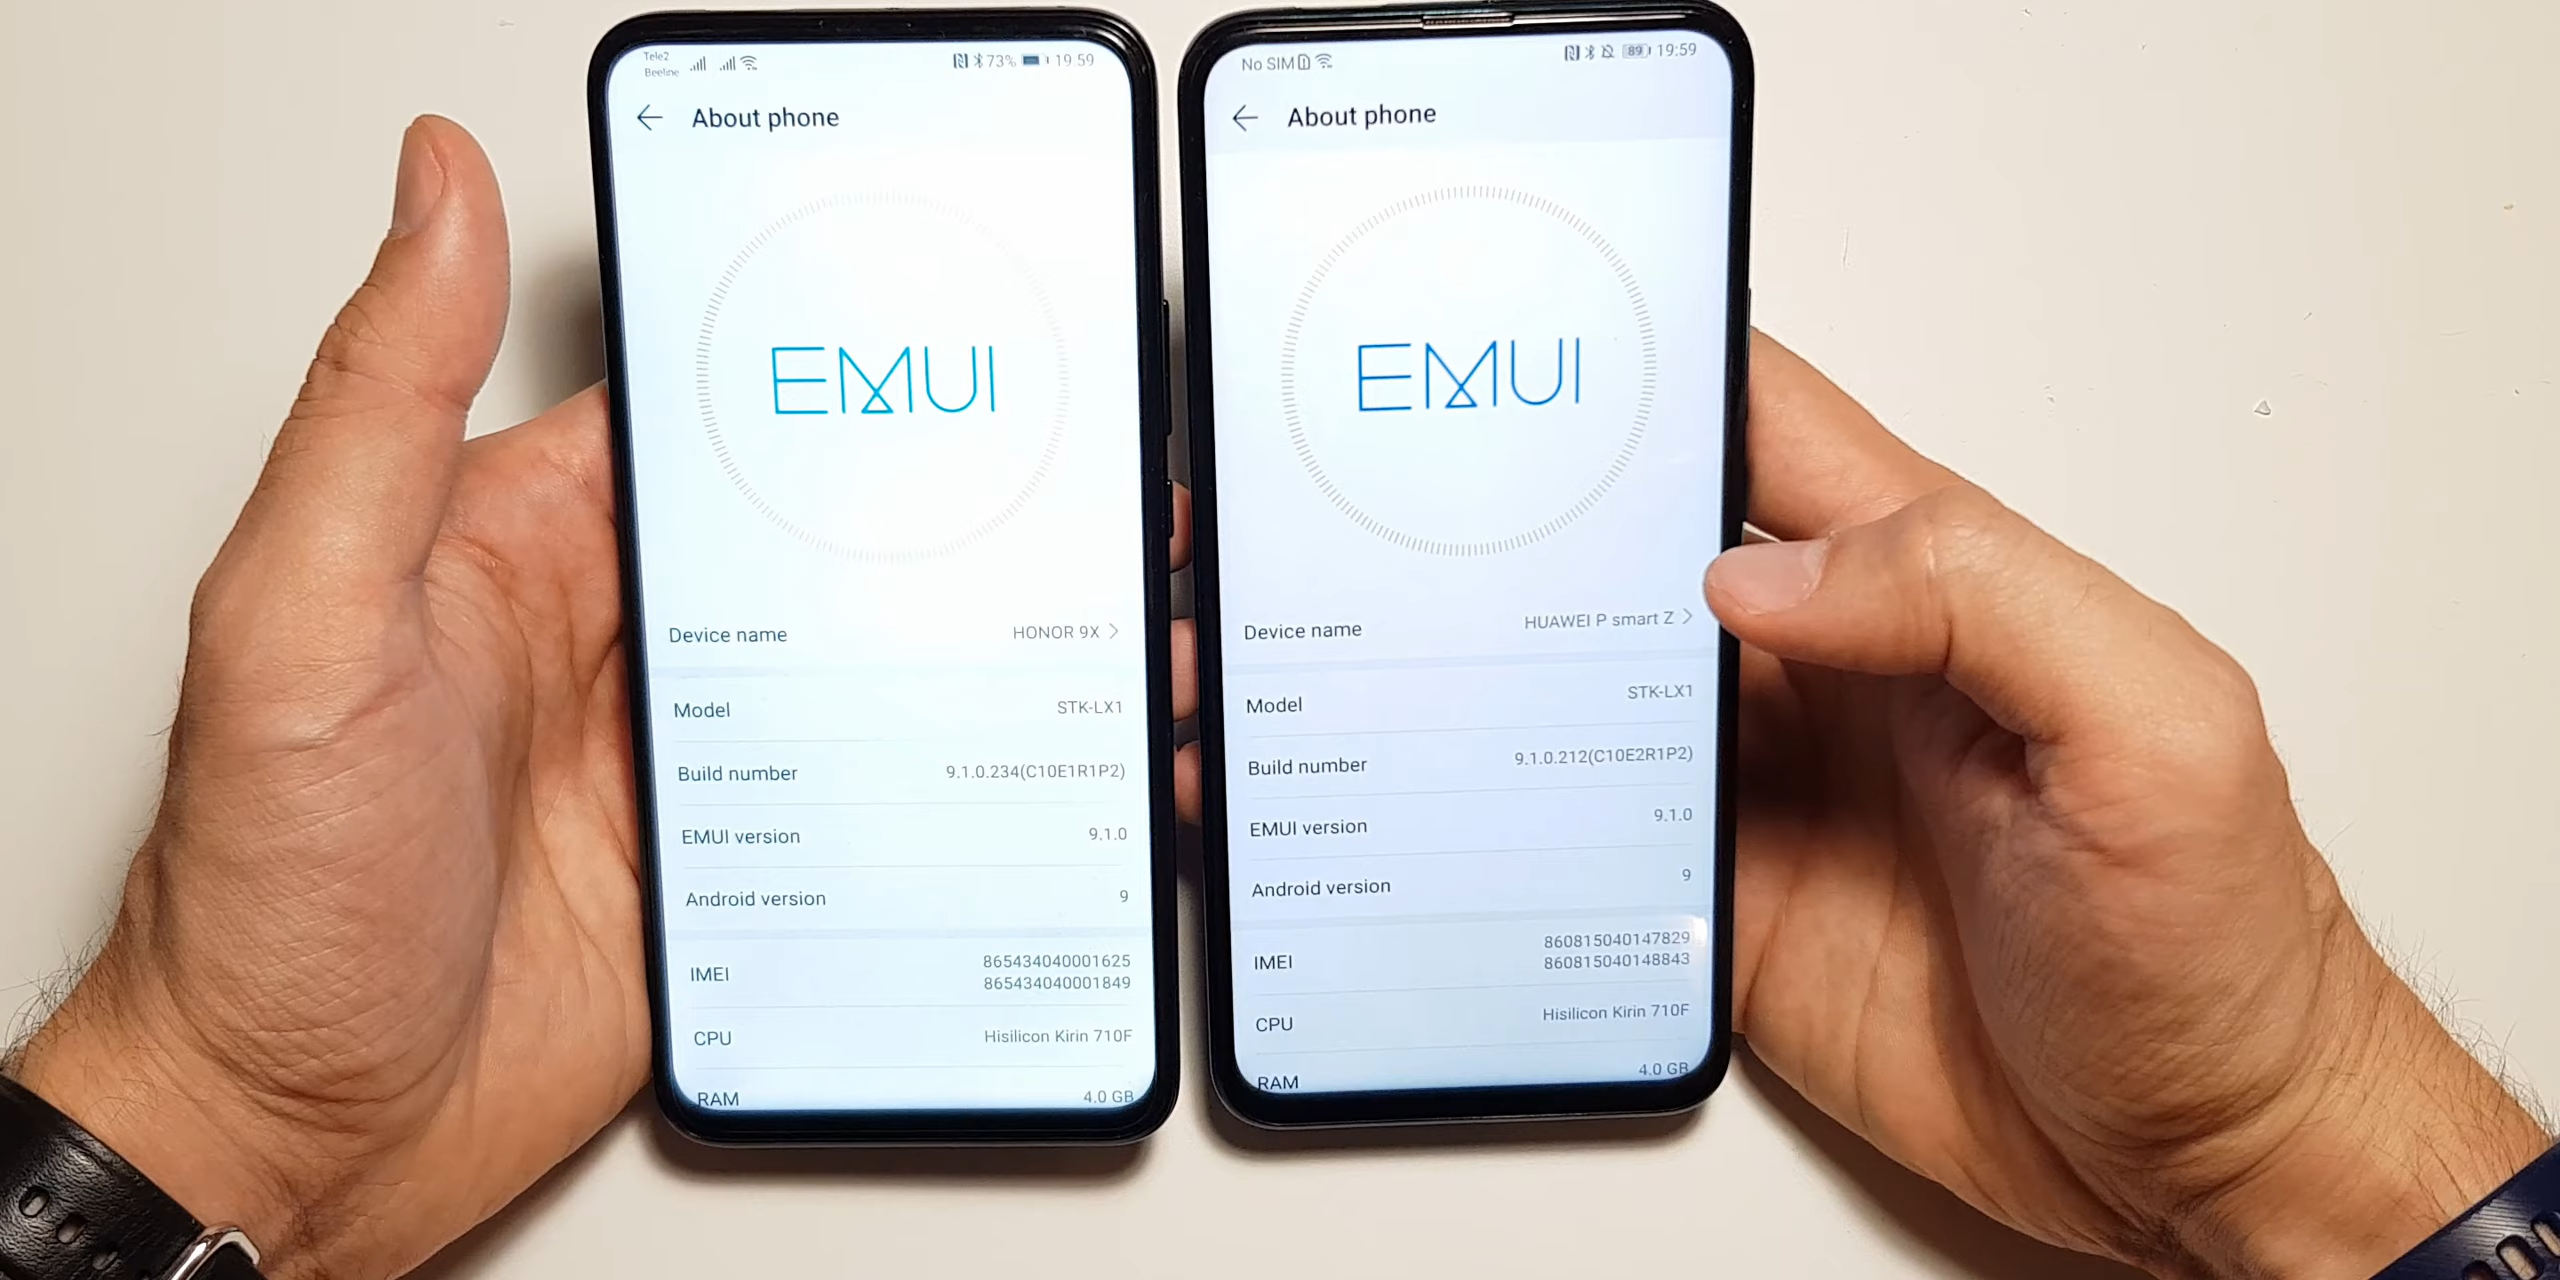 Tele2
Beeline
73%
19:59
About phone
EMUI
Device name HONOR 9X
Model STK-LX1
Build number 9.1.0.234(C10E1R1P2)
EMUI version 9.1.0
Android version 9
IMEI 865434040001625
865434040001849
CPU Hisilicon Kirin 710F
RAM 4.0 GB
No SIM
89
19:59
About phone
EMUI
Device name HUAWEI P smart Z
Model STK-LX1
Build number 9.1.0.212(C10E2R1P2)
EMUI version 9.1.0
Android version 9
IMEI 860815040147829
860815040148843
CPU Hisilicon Kirin 710F
RAM 4.0 GB